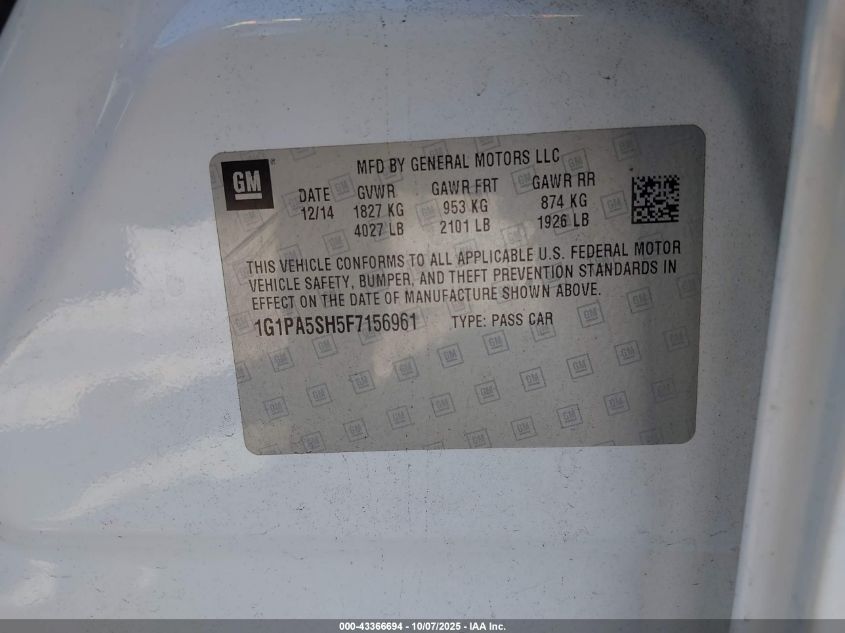 GM
MFD BY GENERAL MOTORS LLC
DATE GVWR GAWR FRT GAWR RR
12/14 1827 KG 953 KG 874 KG
4027 LB 2101 LB 1926 LB
THIS VEHICLE CONFORMS TO ALL APPLICABLE U.S. FEDERAL MOTOR
VEHICLE SAFETY, BUMPER, AND THEFT PREVENTION STANDARDS IN
EFFECT ON THE DATE OF MANUFACTURE SHOWN ABOVE.
1G1PA5SH5F7156961 TYPE: PASS CAR
000-43366694 - 10/07/2025 - IAA Inc.